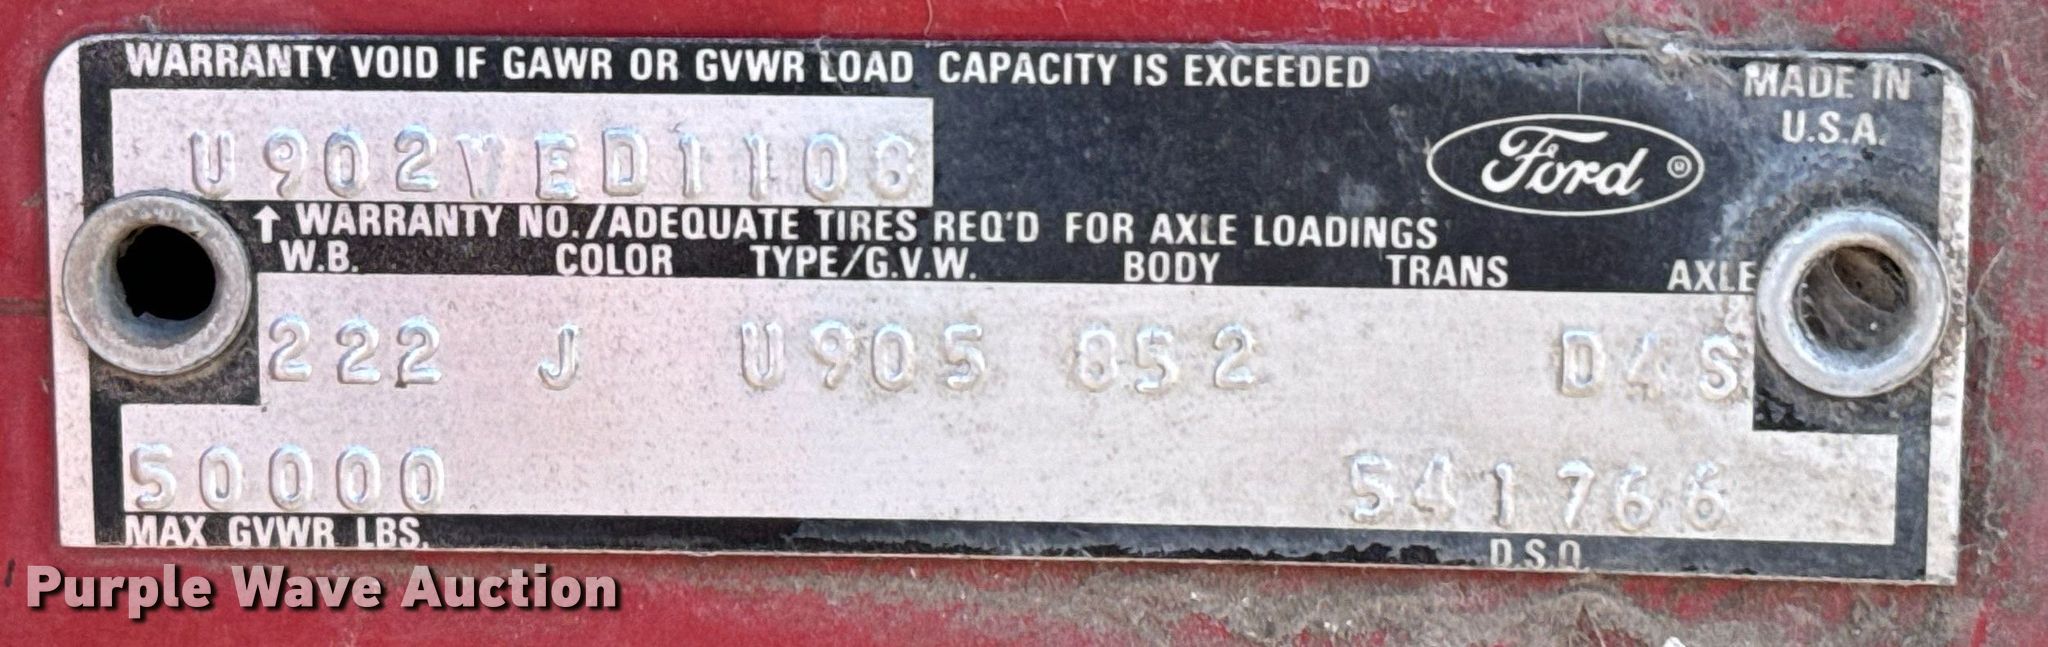 WARRANTY VOID IF GAWR OR GVWR LOAD CAPACITY IS EXCEEDED
MADE IN
U.S.A.
U902VED1108
Ford ®
↑ WARRANTY NO./ADEQUATE TIRES REQ'D FOR AXLE LOADINGS
W.B. COLOR TYPE/G.V.W. BODY TRANS AXLE
222 J U905 852 D4S
50000 541766
MAX GVWR LBS. D.S.O.
Purple Wave Auction